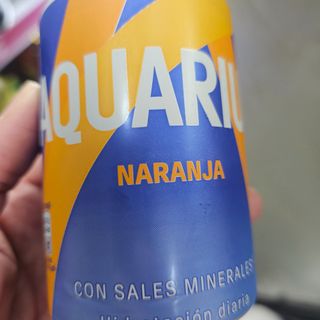 AQUARIU
NARANJA
CON SALES MINERALES
Hidratación diaria